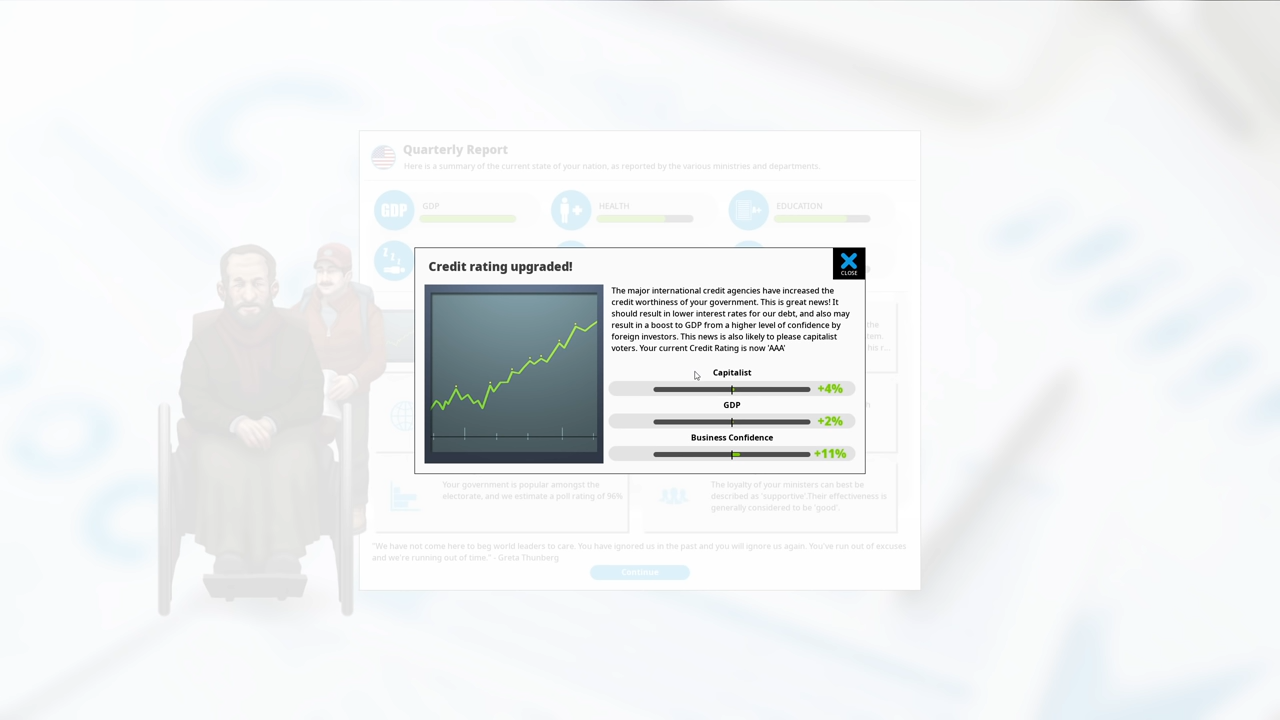 Quarterly Report
Here is a summary of the current state of your nation, as reported by the various ministries and departments.
GDP
GDP
HEALTH
EDUCATION
Credit rating upgraded!
CLOSE
The major international credit agencies have increased the
credit worthiness of your government. This is great news! It
should result in lower interest rates for our debt, and also may
result in a boost to GDP from a higher level of confidence by
foreign investors. This news is also likely to please capitalist
voters. Your current Credit Rating is now 'AAA'
Capitalist
+4%
GDP
+2%
Business Confidence
+11%
Your government is popular amongst the
electorate, and we estimate a poll rating of 96%
The loyalty of your ministers can best be
described as 'supportive'.Their effectiveness is
generally considered to be 'good'.
"We have not come here to beg world leaders to care. You have ignored us in the past and you will ignore us again. You've run out of excuses
and we're running out of time." - Greta Thunberg
Continue